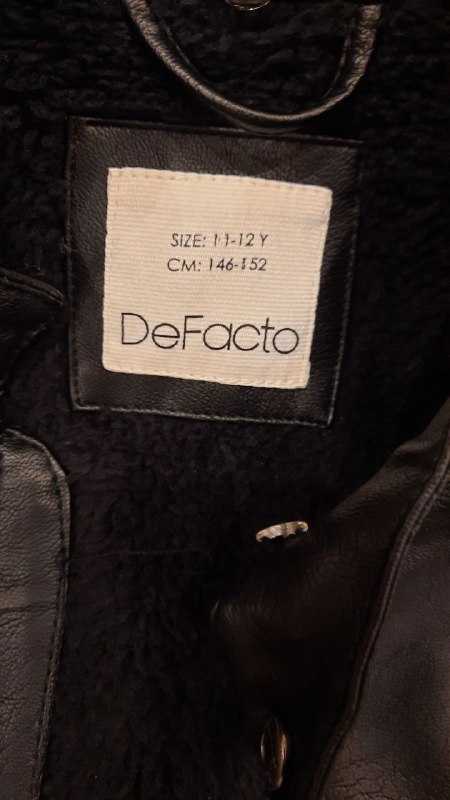 SIZE: 11-12 Y
CM: 146-152
DeFacto